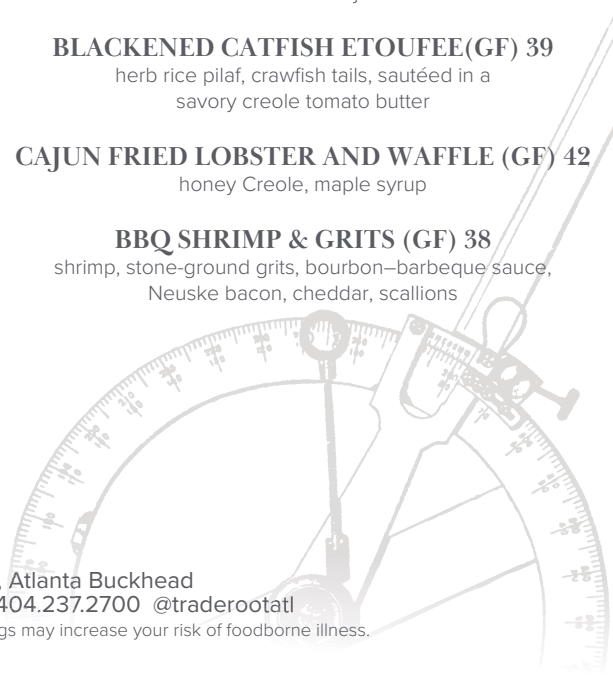 BLACKENED CATFISH ETOUFEE(GF) 39
herb rice pilaf, crawfish tails, sautéed in a
savory creole tomato butter
CAJUN FRIED LOBSTER AND WAFFLE (GF) 42
honey Creole, maple syrup
BBQ SHRIMP & GRITS (GF) 38
shrimp, stone-ground grits, bourbon–barbeque sauce,
Neuske bacon, cheddar, scallions
, Atlanta Buckhead
404.237.2700 @traderootatl
gs may increase your risk of foodborne illness.